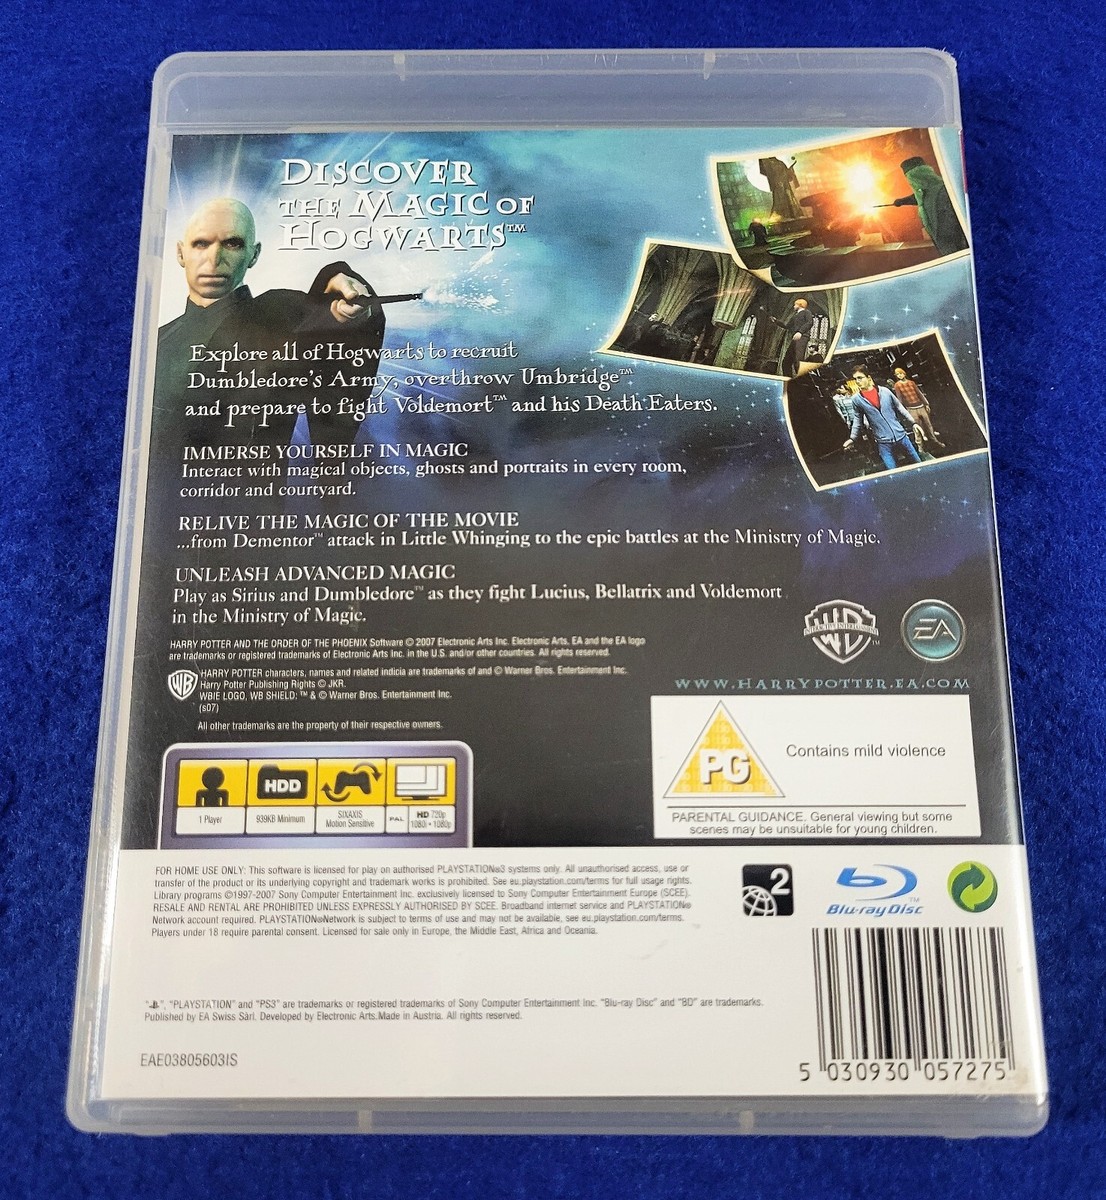 DISCOVER
THE MAGIC OF
HOGWARTS™
Explore all of Hogwarts to recruit
Dumbledore's Army, overthrow Umbridge™
and prepare to fight Voldemort™ and his Death Eaters.
IMMERSE YOURSELF IN MAGIC
Interact with magical objects, ghosts and portraits in every room,
corridor and courtyard.
RELIVE THE MAGIC OF THE MOVIE
...from Dementor™ attack in Little Whinging to the epic battles at the Ministry of Magic.
UNLEASH ADVANCED MAGIC
Play as Sirius and Dumbledore™ as they fight Lucius, Bellatrix and Voldemort
in the Ministry of Magic.
HARRY POTTER AND THE ORDER OF THE PHOENIX Software © 2007 Electronic Arts Inc. Electronic Arts, EA and the EA logo
are trademarks or registered trademarks of Electronic Arts Inc. in the U.S. and/or other countries. All rights reserved.
WB
HARRY POTTER characters, names and related indicia are trademarks of and © Warner Bros. Entertainment Inc.
Harry Potter Publishing Rights © JKR.
WBIE LOGO, WB SHIELD: ™ & © Warner Bros. Entertainment Inc.
(s07)
All other trademarks are the property of their respective owners.
WB INTERACTIVE ENTERTAINMENT ™
EA
WWW.HARRYPOTTER.EA.COM
PG
Contains mild violence
PARENTAL GUIDANCE. General viewing but some
scenes may be unsuitable for young children.
HDD
1 Player
939KB Minimum
SIXAXIS
Motion Sensitive
PAL
HD 720p
1080i • 1080p
FOR HOME USE ONLY: This software is licensed for play on authorised PLAYSTATION®3 systems only. All unauthorised access, use or
transfer of the product or its underlying copyright and trademark works is prohibited. See eu.playstation.com/terms for full usage rights.
Library programs ©1997-2007 Sony Computer Entertainment Inc. exclusively licensed to Sony Computer Entertainment Europe (SCEE).
RESALE AND RENTAL ARE PROHIBITED UNLESS EXPRESSLY AUTHORISED BY SCEE. Broadband internet service and PLAYSTATION®
Network account required. PLAYSTATION®Network is subject to terms of use and may not be available, see eu.playstation.com/terms.
Players under 18 require parental consent. Licensed for sale only in Europe, the Middle East, Africa and Oceania.
2
Blu-ray Disc ™
", "PLAYSTATION" and "PS3" are trademarks or registered trademarks of Sony Computer Entertainment Inc. "Blu-ray Disc" and "BD" are trademarks.
Published by EA Swiss Sàrl. Developed by Electronic Arts.Made in Austria. All rights reserved.
EAE03805603IS
5 030930 057275